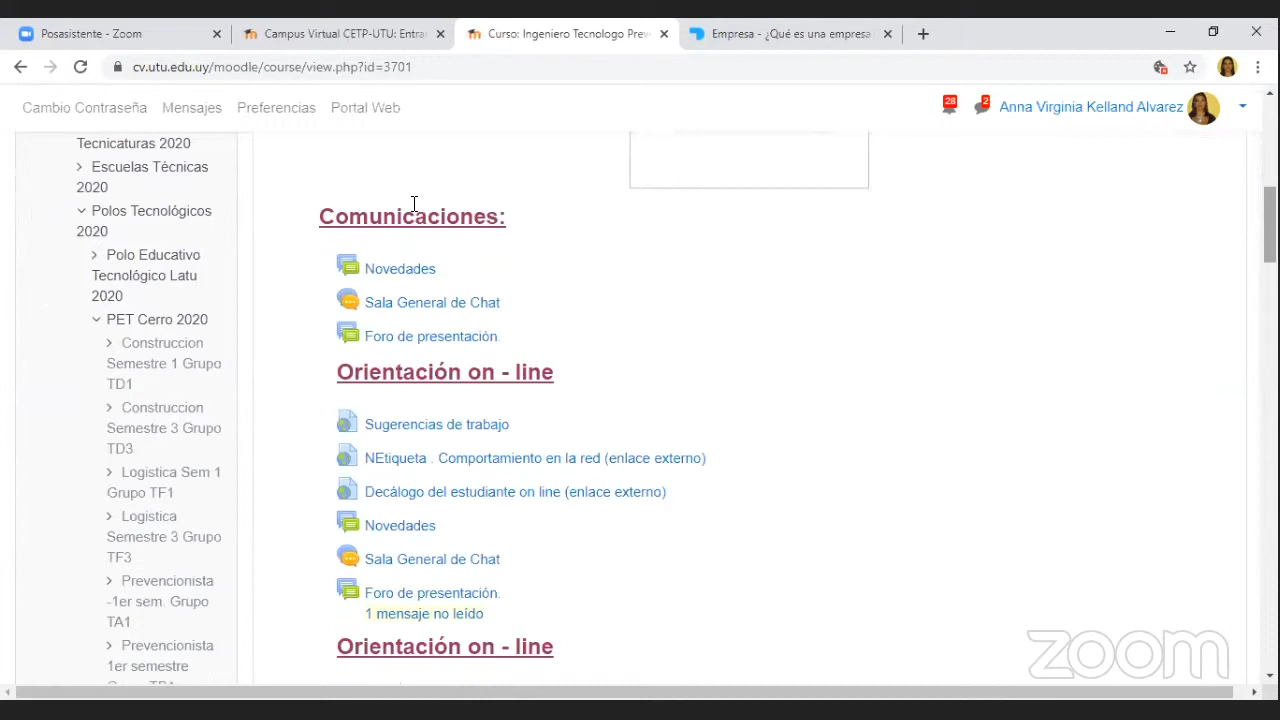 Posasistente - Zoom
Campus Virtual CETP-UTU: Entra
Curso: Ingeniero Tecnologo Prev
Empresa - ¿Qué es una empresa
cv.utu.edu.uy/moodle/course/view.php?id=3701
Cambio Contraseña Mensajes Preferencias Portal Web
28
2
Anna Virginia Kelland Alvarez
Tecnicaturas 2020
Escuelas Técnicas
2020
Polos Tecnológicos
2020
Polo Educativo
Tecnológico Latu
2020
PET Cerro 2020
Construccion
Semestre 1 Grupo
TD1
Construccion
Semestre 3 Grupo
TD3
Logistica Sem 1
Grupo TF1
Logistica
Semestre 3 Grupo
TF3
Prevencionista
-1er sem. Grupo
TA1
Prevencionista
1er semestre
Comunicaciones:
Novedades
Sala General de Chat
Foro de presentación.
Orientación on - line
Sugerencias de trabajo
NEtiqueta . Comportamiento en la red (enlace externo)
Decálogo del estudiante on line (enlace externo)
Novedades
Sala General de Chat
Foro de presentación.
1 mensaje no leído
Orientación on - line
zoom